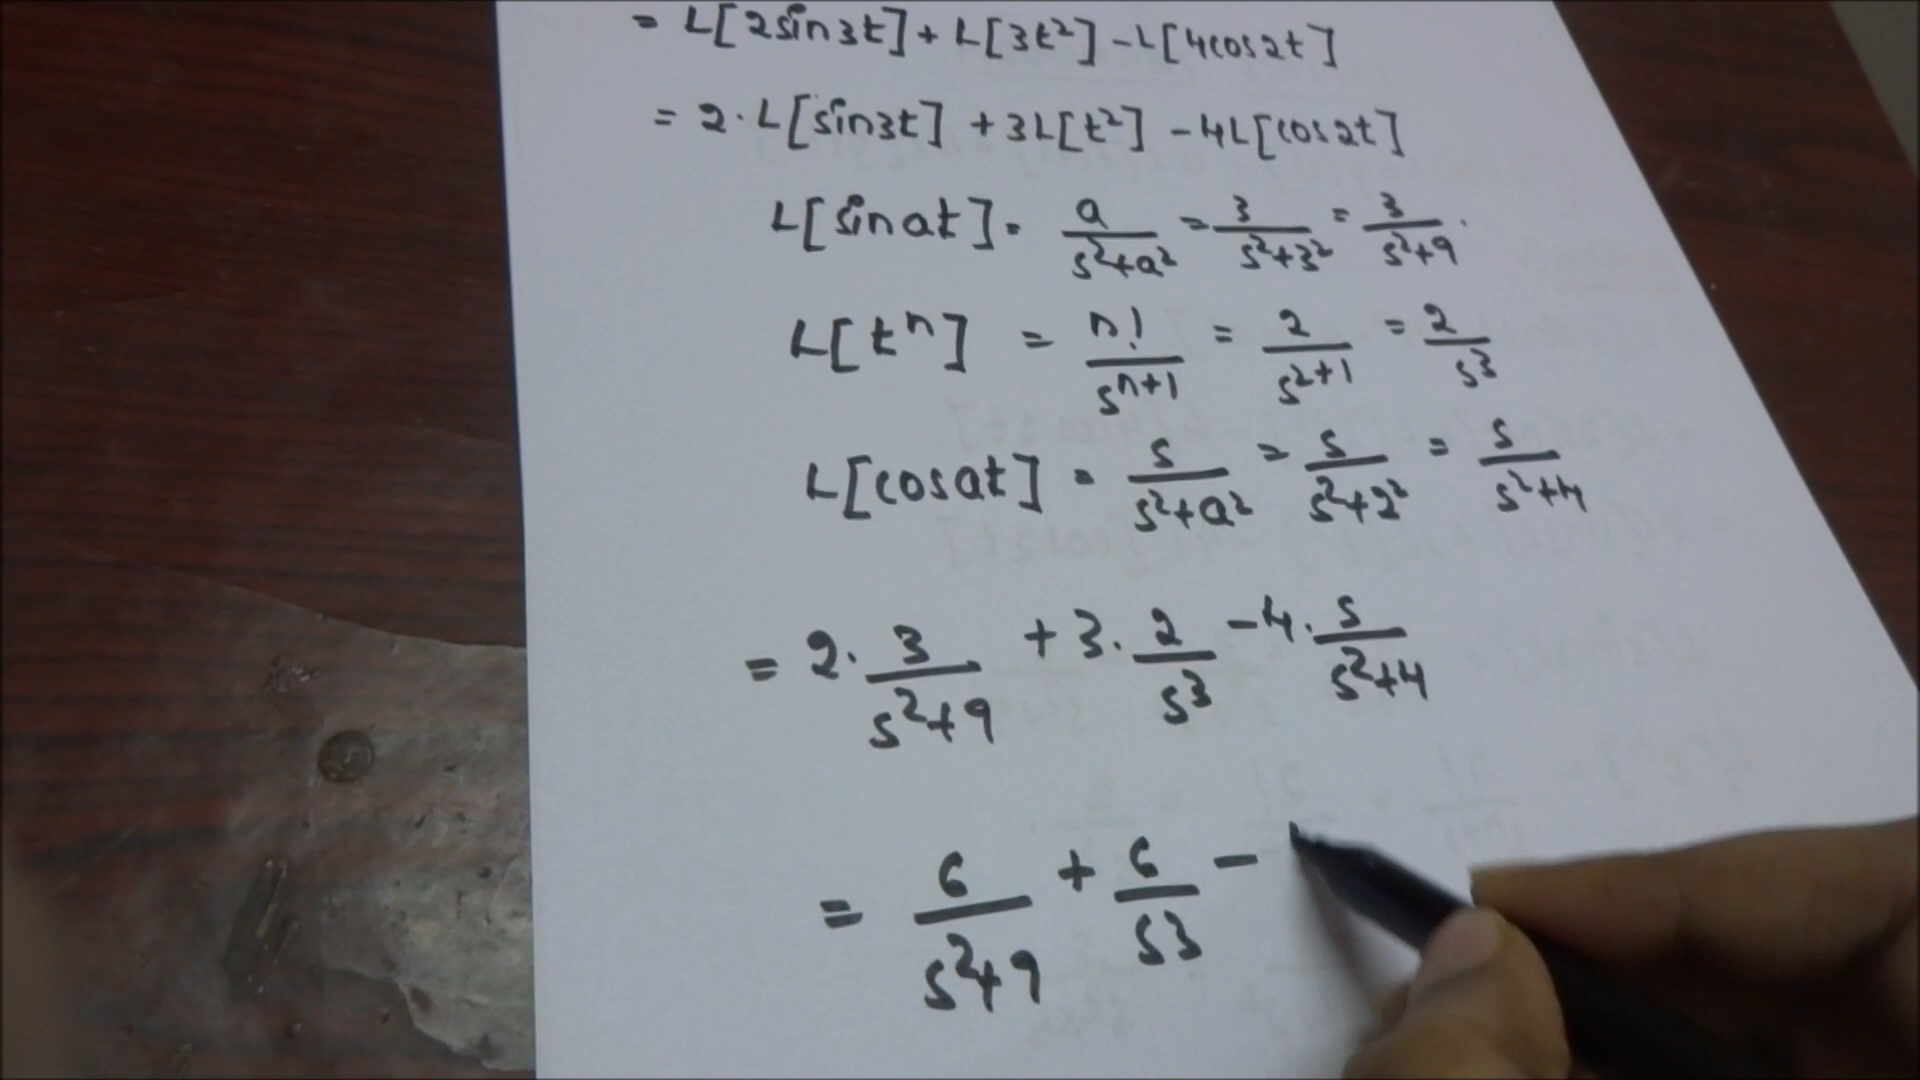 = L[2sin3t] + L[3t²] - L[4cos2t]
= 2·L[sin3t] + 3L[t²] - 4L[cos2t]
L[sinat] = a/(s²+a²) = 3/(s²+3²) = 3/(s²+9)
L[tⁿ] = n!/sⁿ⁺¹ = 2/s²⁺¹ = 2/s³
L[cosat] = s/(s²+a²) = s/(s²+2²) = s/(s²+4)
= 2·3/(s²+9) + 3·2/s³ - 4·s/(s²+4)
= 6/(s²+9) + 6/s³ -